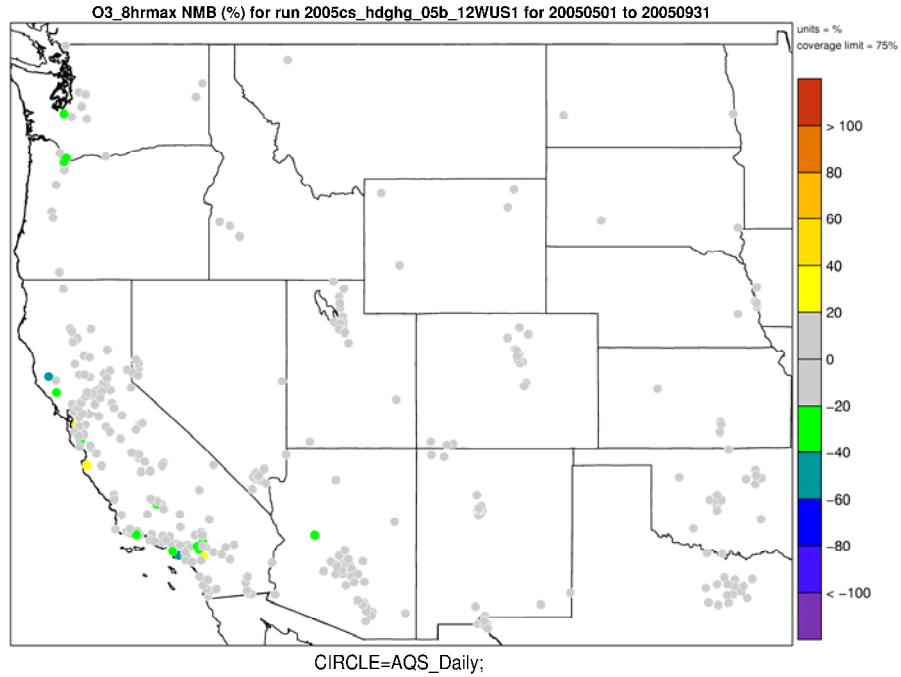 O3_8hrmax NMB (%) for run 2005cs_hdghg_05b_12WUS1 for 20050501 to 20050931
units = %
coverage limit = 75%
> 100
80
60
40
20
0
−20
−40
−60
−80
< −100
CIRCLE=AQS_Daily;